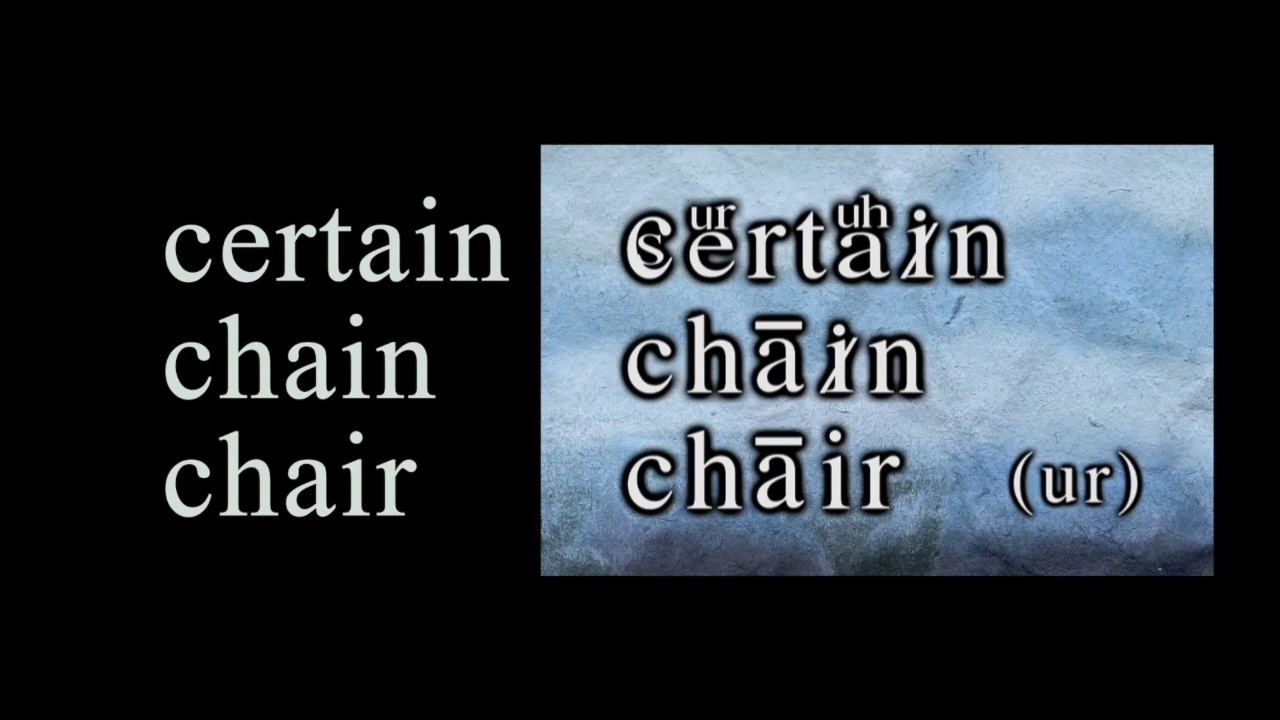 certain
chain
chair
s ur uh
certain
chāin
chāir (ur)